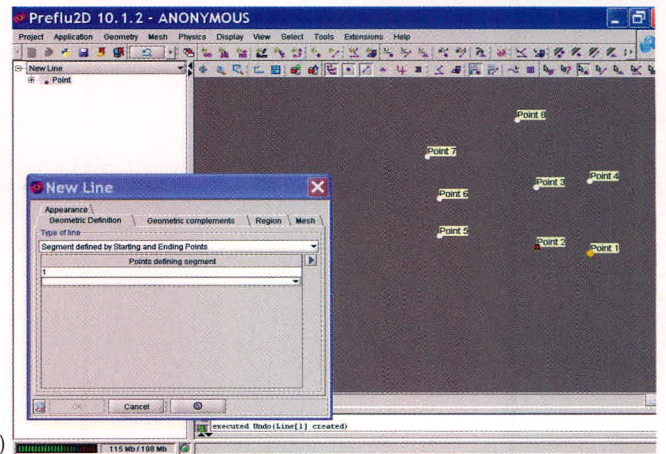 Preflu2D 10.1.2 - ANONYMOUS
Project Application Geometry Mesh Physics Display View Select Tools Extensions Help
New Line
Point
Point 8
Point 7
Point 4
Point 3
Point 6
Point 5
Point 2
Point 1
New Line
Appearance
Geometric Definition Geometric complements Region Mesh
Type of line
Segment defined by Starting and Ending Points
Points defining segment
1
OK Cancel
executed Undo(Line[1] created)
)
115 Mb / 198 Mb